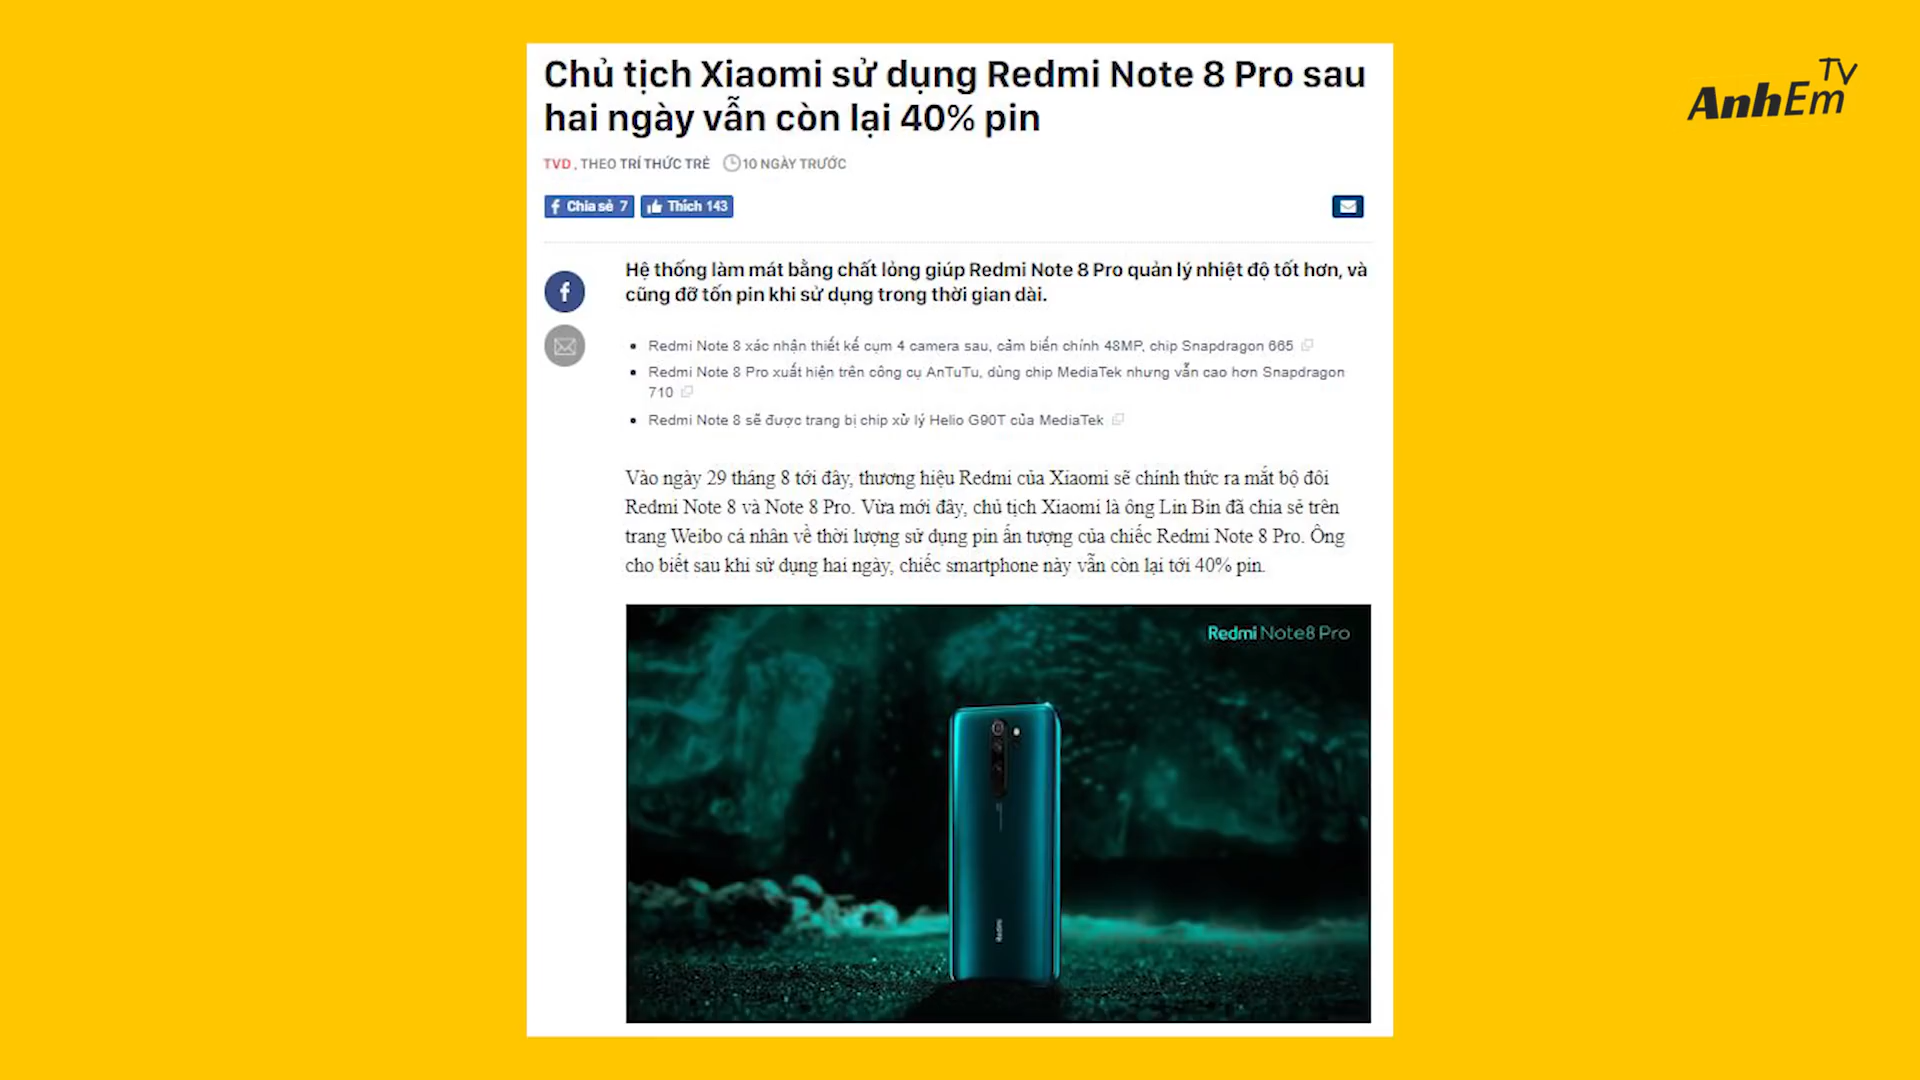 Chủ tịch Xiaomi sử dụng Redmi Note 8 Pro sau
hai ngày vẫn còn lại 40% pin
TVD , THEO TRÍ THỨC TRẺ 10 NGÀY TRƯỚC
Chia sẻ 7 Thích 143
Hệ thống làm mát bằng chất lỏng giúp Redmi Note 8 Pro quản lý nhiệt độ tốt hơn, và
cũng đỡ tốn pin khi sử dụng trong thời gian dài.
Redmi Note 8 xác nhận thiết kế cụm 4 camera sau, cảm biến chính 48MP, chip Snapdragon 665
Redmi Note 8 Pro xuất hiện trên công cụ AnTuTu, dùng chip MediaTek nhưng vẫn cao hơn Snapdragon
710
Redmi Note 8 sẽ được trang bị chip xử lý Helio G90T của MediaTek
Vào ngày 29 tháng 8 tới đây, thương hiệu Redmi của Xiaomi sẽ chính thức ra mắt bộ đôi
Redmi Note 8 và Note 8 Pro. Vừa mới đây, chủ tịch Xiaomi là ông Lin Bin đã chia sẻ trên
trang Weibo cá nhân về thời lượng sử dụng pin ấn tượng của chiếc Redmi Note 8 Pro. Ông
cho biết sau khi sử dụng hai ngày, chiếc smartphone này vẫn còn lại tới 40% pin.
Redmi Note8 Pro
Redmi
AnhEm TV